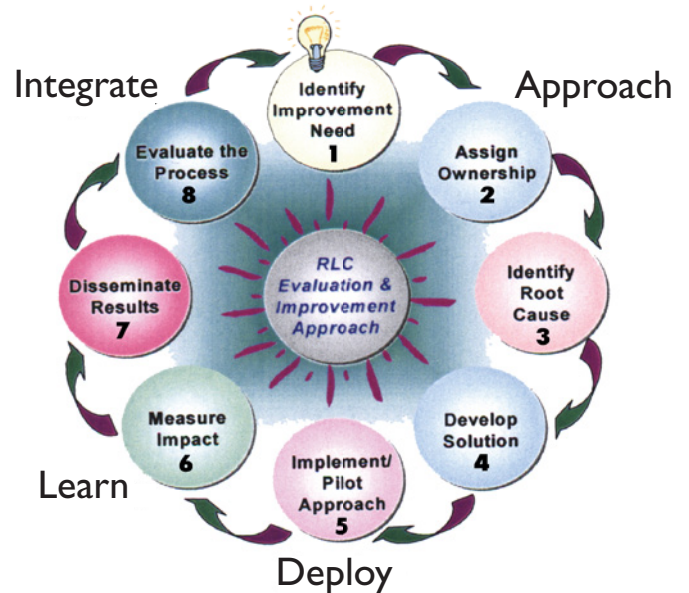 Integrate
Approach
Identify
Improvement
Need
1
Assign
Ownership
2
Identify
Root
Cause
3
Develop
Solution
4
Implement/
Pilot
Approach
5
Deploy
Measure
Impact
6
Learn
Disseminate
Results
7
Evaluate the
Process
8
RLC
Evaluation &
Improvement
Approach